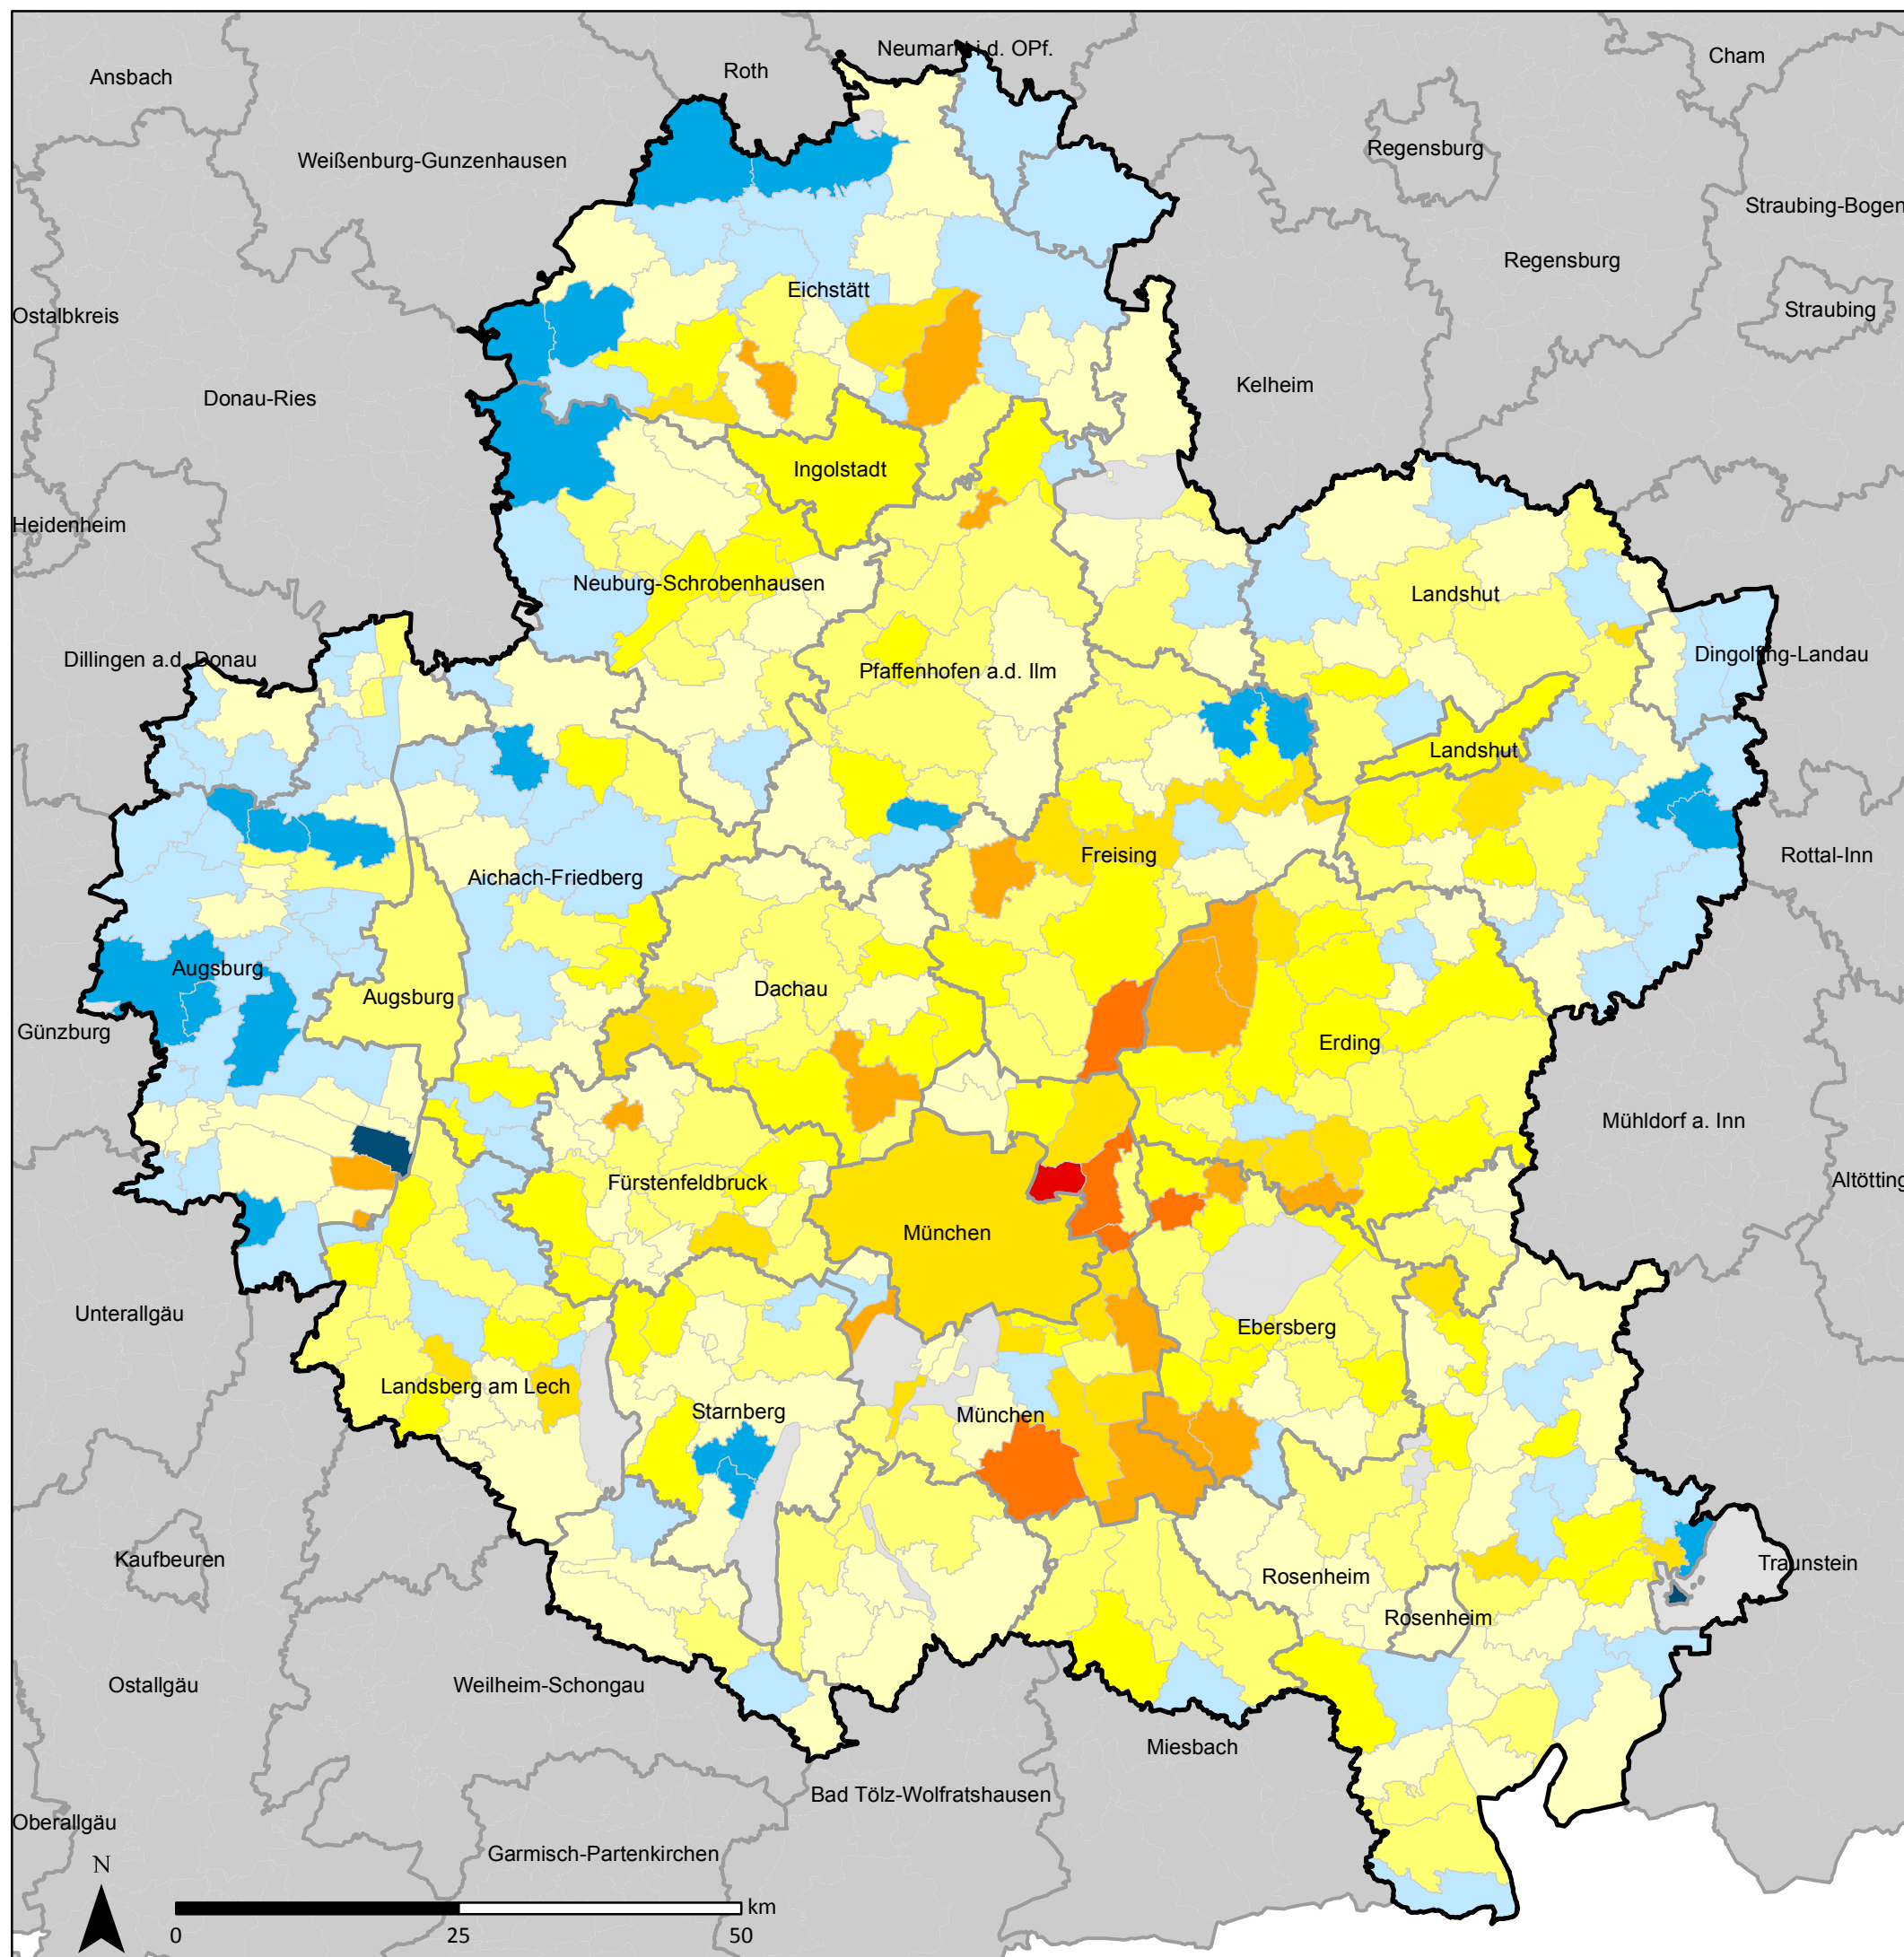 Neumarkt i.d. OPf.
Cham
Roth
Ansbach
Regensburg
Weißenburg-Gunzenhausen
Straubing-Bogen
Regensburg
Eichstätt
Straubing
Ostalbkreis
Kelheim
Donau-Ries
Ingolstadt
Heidenheim
Neuburg-Schrobenhausen
Landshut
Dingolfing-Landau
Dillingen a.d. Donau
Pfaffenhofen a.d. Ilm
Landshut
Freising
Rottal-Inn
Aichach-Friedberg
Augsburg
Dachau
Augsburg
Günzburg
Erding
Mühldorf a. Inn
Altötting
Fürstenfeldbruck
München
Unterallgäu
Ebersberg
Landsberg am Lech
Starnberg
München
Kaufbeuren
Traunstein
Rosenheim
Rosenheim
Ostallgäu
Weilheim-Schongau
Miesbach
Bad Tölz-Wolfratshausen
Oberallgäu
Garmisch-Partenkirchen
N
km
0 25 50